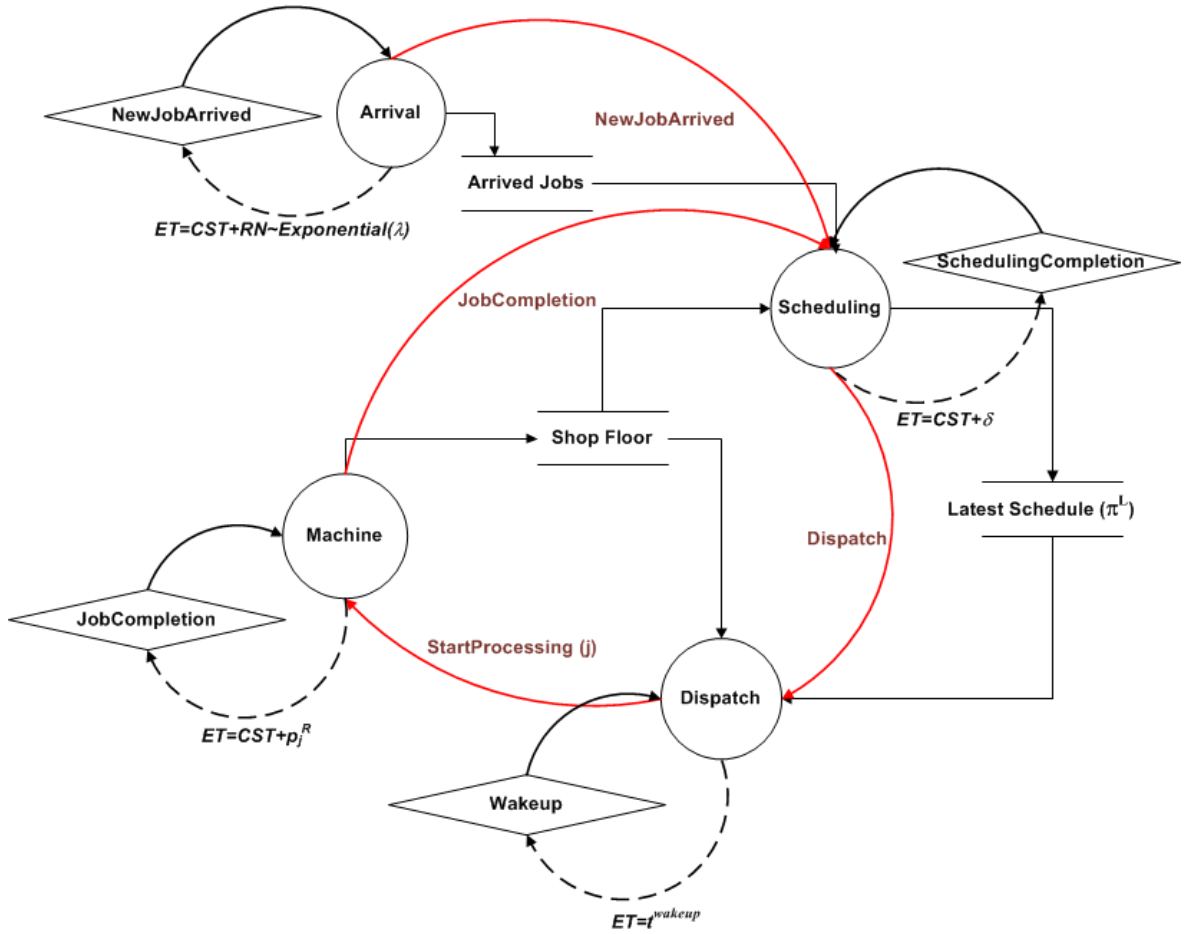 NewJobArrived
Arrival
NewJobArrived
Arrived Jobs
ET=CST+RN~Exponential(λ)
SchedulingCompletion
JobCompletion
Scheduling
ET=CST+δ
Shop Floor
Latest Schedule (π^L)
Machine
Dispatch
JobCompletion
StartProcessing (j)
Dispatch
ET=CST+p_j^R
Wakeup
ET=t^wakeup